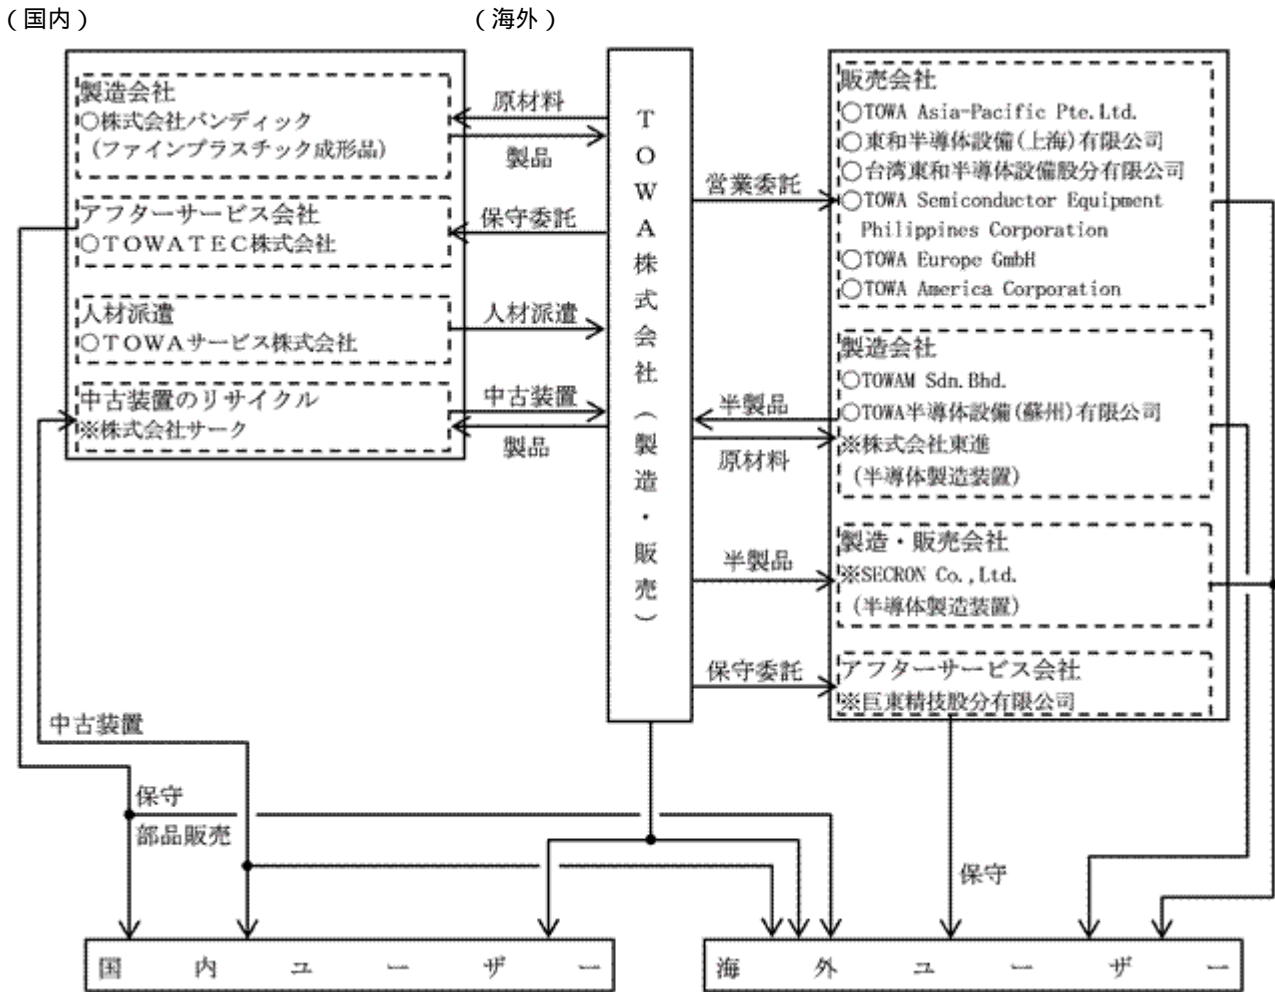 （国内）
（海外）
製造会社
○株式会社バンディック
（ファインプラスチック成形品）
アフターサービス会社
○ＴＯＷＡＴＥＣ株式会社
人材派遣
○ＴＯＷＡサービス株式会社
中古装置のリサイクル
※株式会社サーク
原材料
製品
保守委託
人材派遣
中古装置
製品
ＴＯＷＡ株式会社（製造・販売）
営業委託
半製品
原材料
半製品
保守委託
販売会社
○TOWA Asia-Pacific Pte.Ltd.
○東和半導体設備(上海)有限公司
○台湾東和半導体設備股分有限公司
○TOWA Semiconductor Equipment
Philippines Corporation
○TOWA Europe GmbH
○TOWA America Corporation
製造会社
○TOWAM Sdn.Bhd.
○TOWA半導体設備(蘇州)有限公司
※株式会社東進
（半導体製造装置）
製造・販売会社
※SECRON Co.,Ltd.
（半導体製造装置）
アフターサービス会社
※巨東精技股分有限公司
中古装置
保守
部品販売
保守
国内ユーザー
海外ユーザー